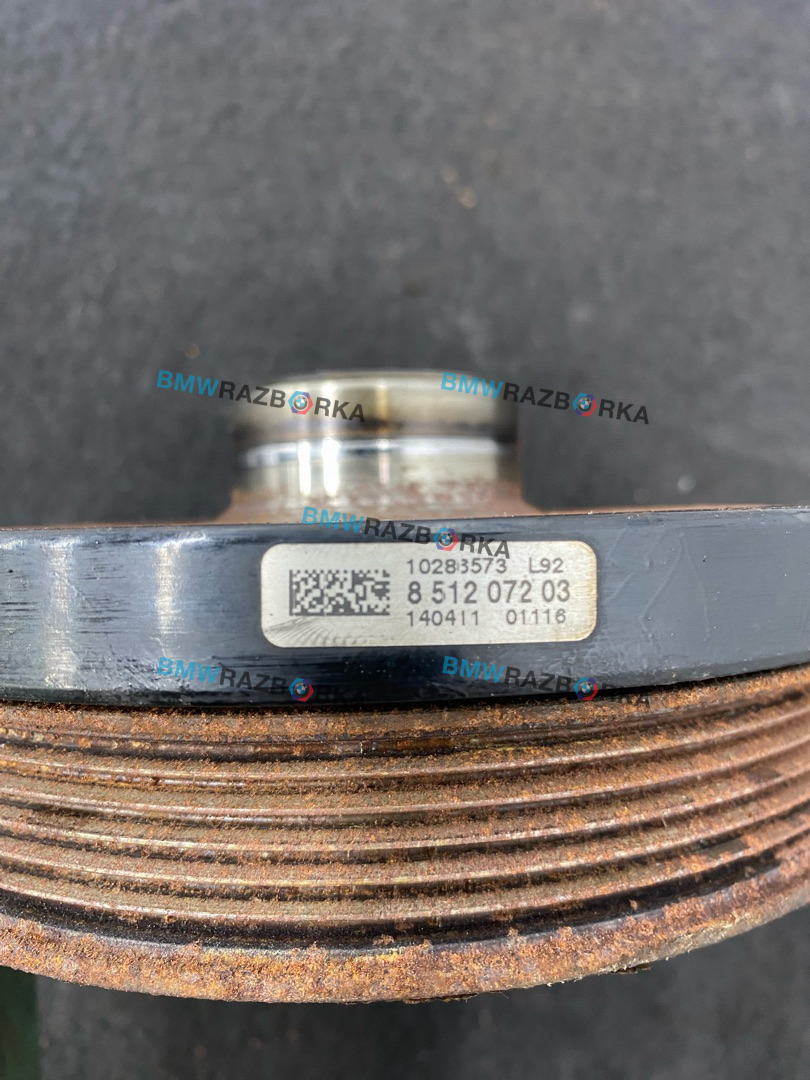 BMWRAZBORKA BMWRAZBORKA
BMWRAZBORKA
10283573 L92
8 512 072 03
140411 01116
BMWRAZBORKA BMWRAZBORKA